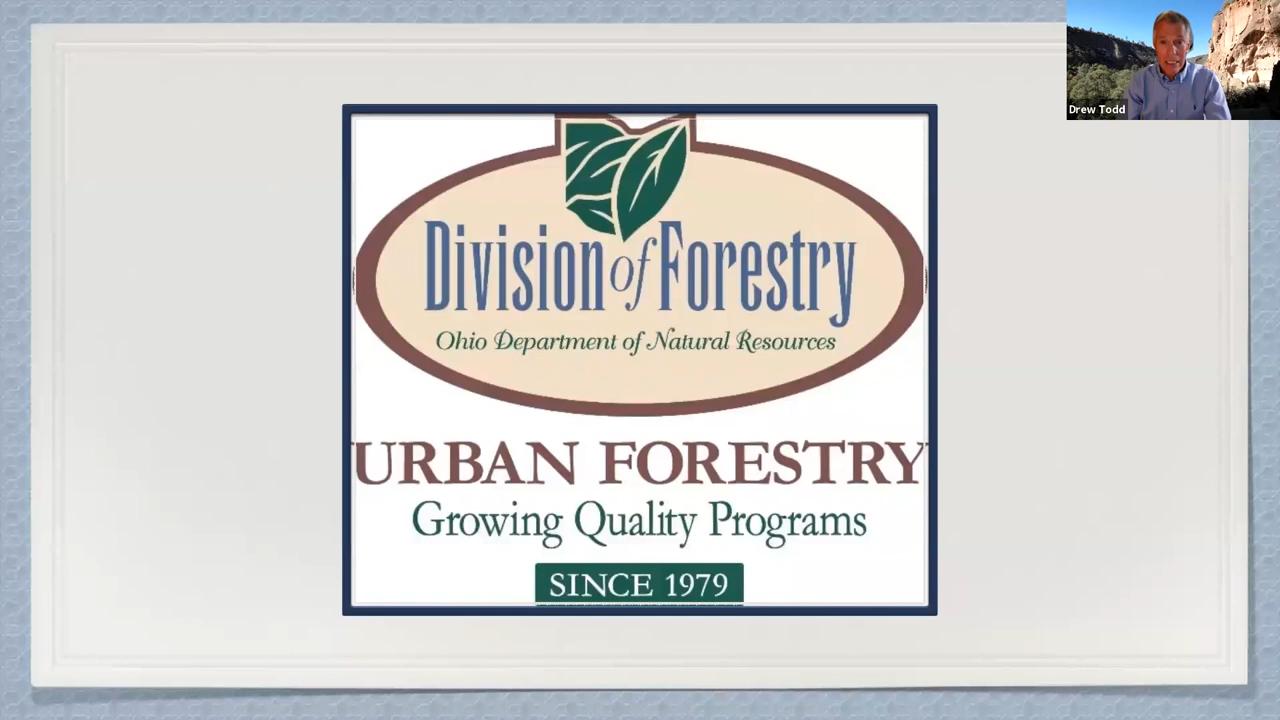 Drew Todd
Division of Forestry
Ohio Department of Natural Resources
URBAN FORESTRY
Growing Quality Programs
SINCE 1979